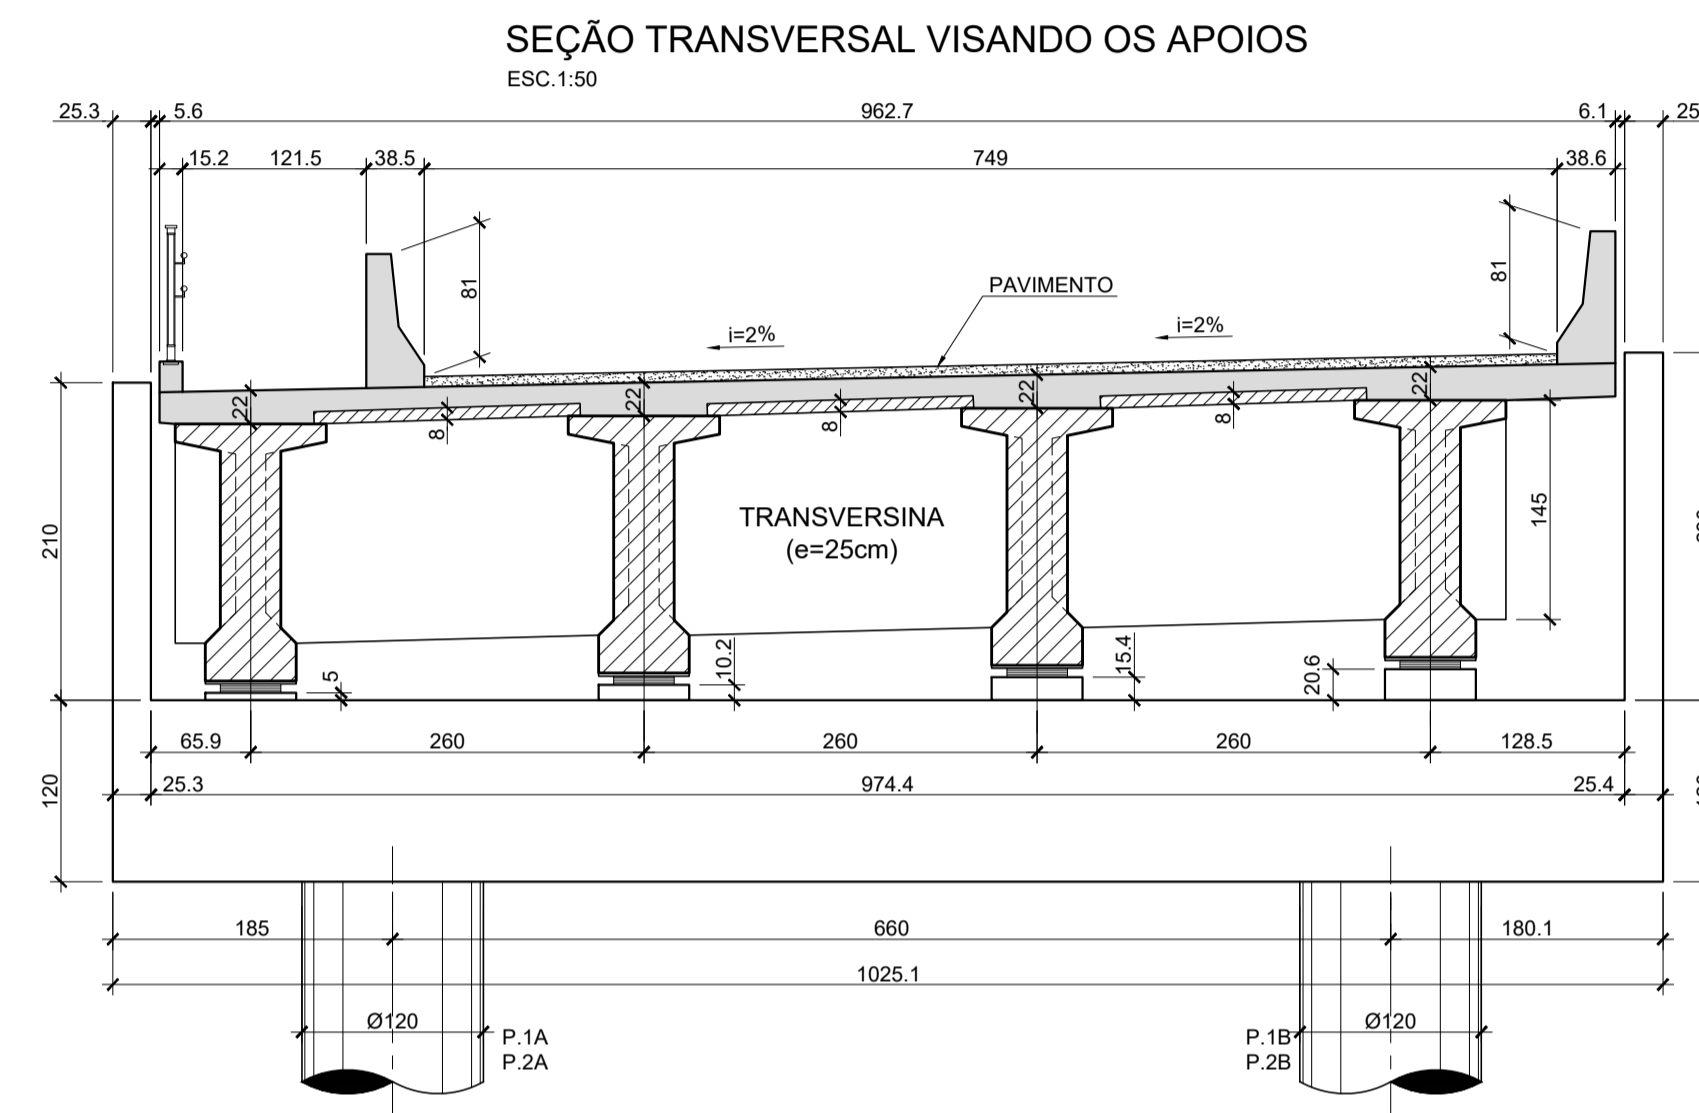 SEÇÃO TRANSVERSAL VISANDO OS APOIOS
ESC.1:50
25.3 5.6 962.7 6.1 25
15.2 121.5 38.5 749 38.6
81 81
PAVIMENTO
i=2% i=2%
22 22 22 22
8 8 8
210 145
TRANSVERSINA
(e=25cm)
5 10.2 15.4 20.6
65.9 260 260 260 128.5
120
25.3 974.4 25.4
185 660 180.1
1025.1
Ø120 Ø120
P.1A P.1B
P.2A P.2B